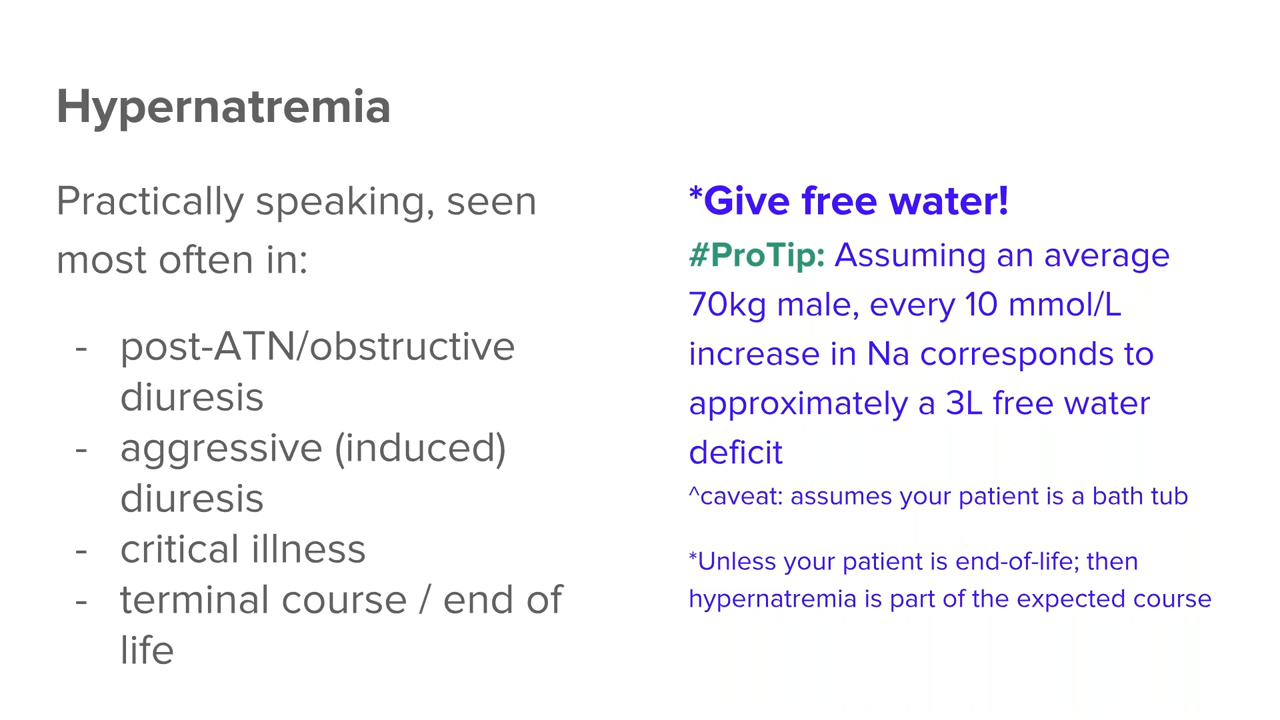 Hypernatremia
Practically speaking, seen
most often in:
- post-ATN/obstructive
diuresis
- aggressive (induced)
diuresis
- critical illness
- terminal course / end of
life
*Give free water!
#ProTip: Assuming an average
70kg male, every 10 mmol/L
increase in Na corresponds to
approximately a 3L free water
deficit
^caveat: assumes your patient is a bath tub
*Unless your patient is end-of-life; then
hypernatremia is part of the expected course